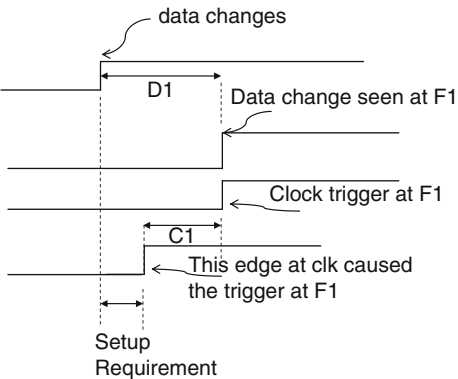 data changes
D1
Data change seen at F1
Clock trigger at F1
C1
This edge at clk caused
the trigger at F1
Setup
Requirement